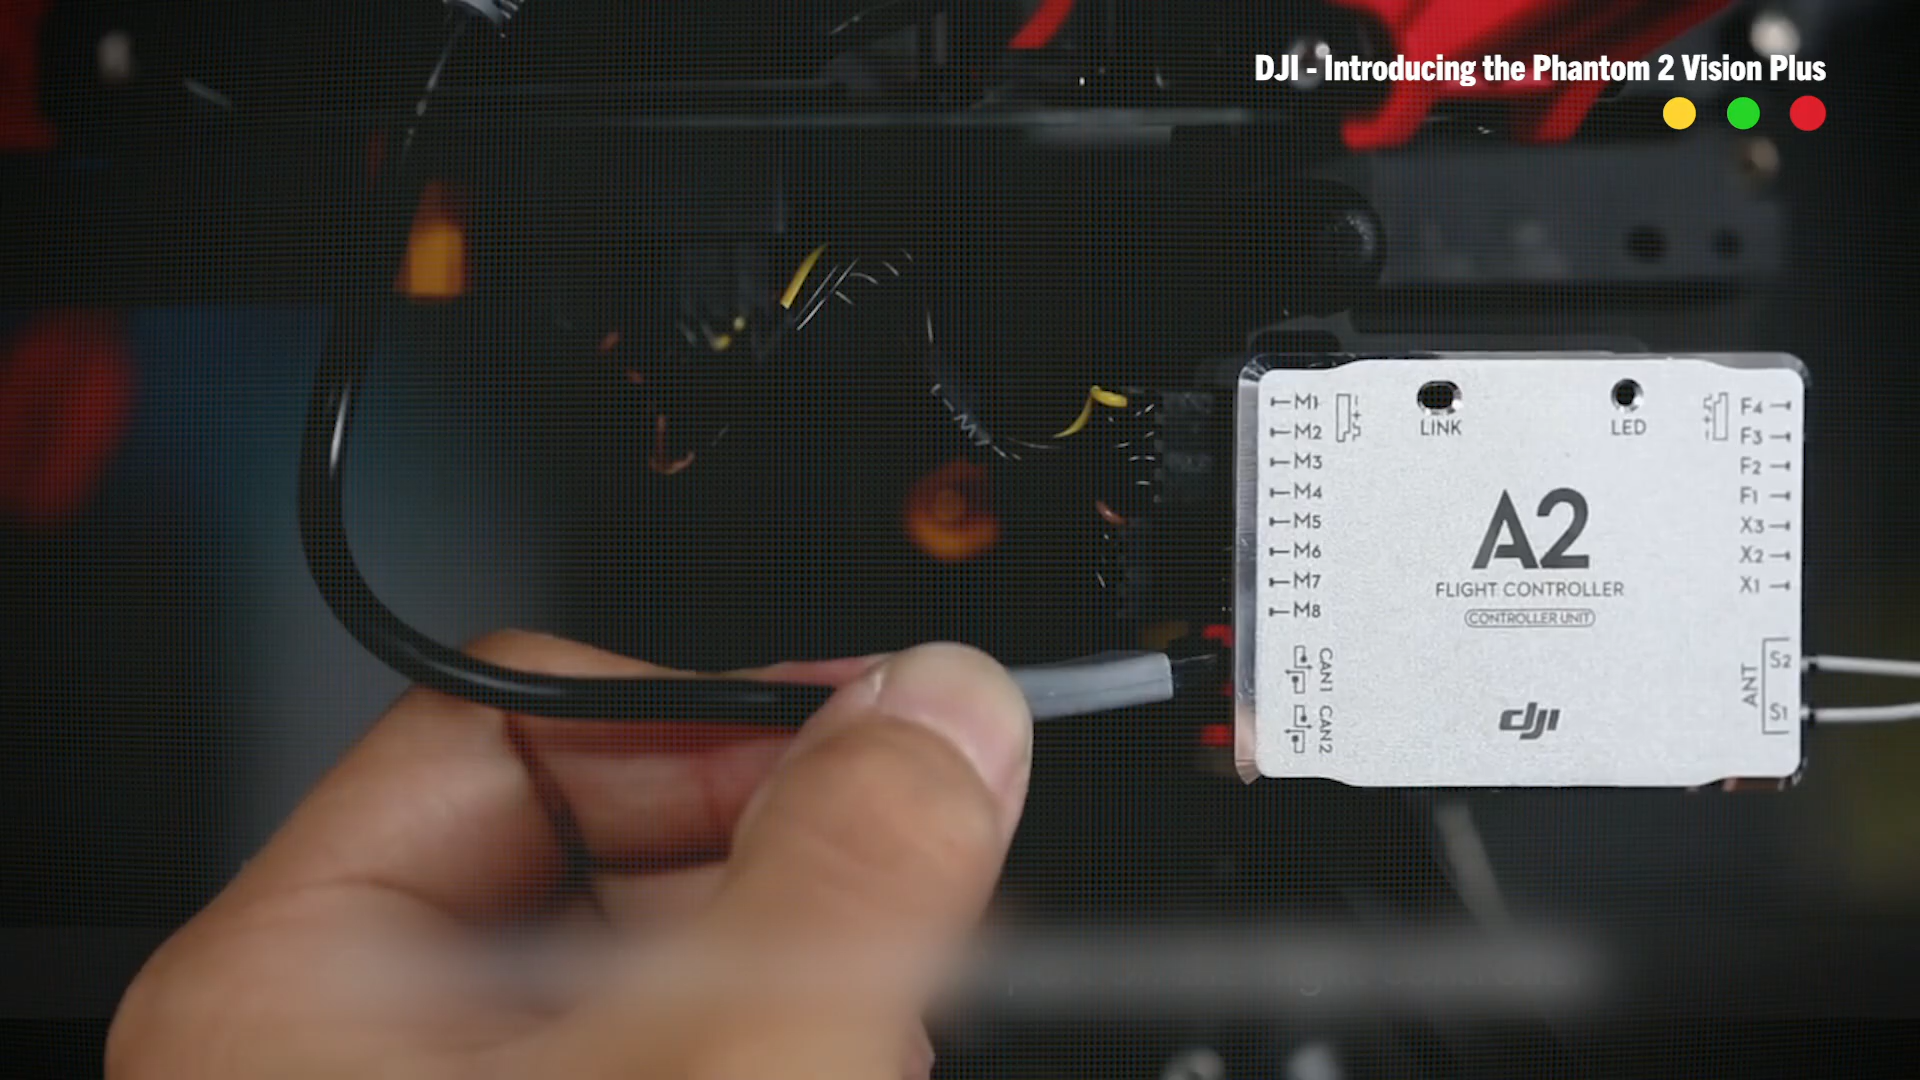 DJI - Introducing the Phantom 2 Vision Plus
M1
M2
M3
M4
M5
M6
M7
M8
CAN1
CAN2
LINK
LED
A2
FLIGHT CONTROLLER
CONTROLLER UNIT
dji
F4
F3
F2
F1
X3
X2
X1
ANT
S2
S1